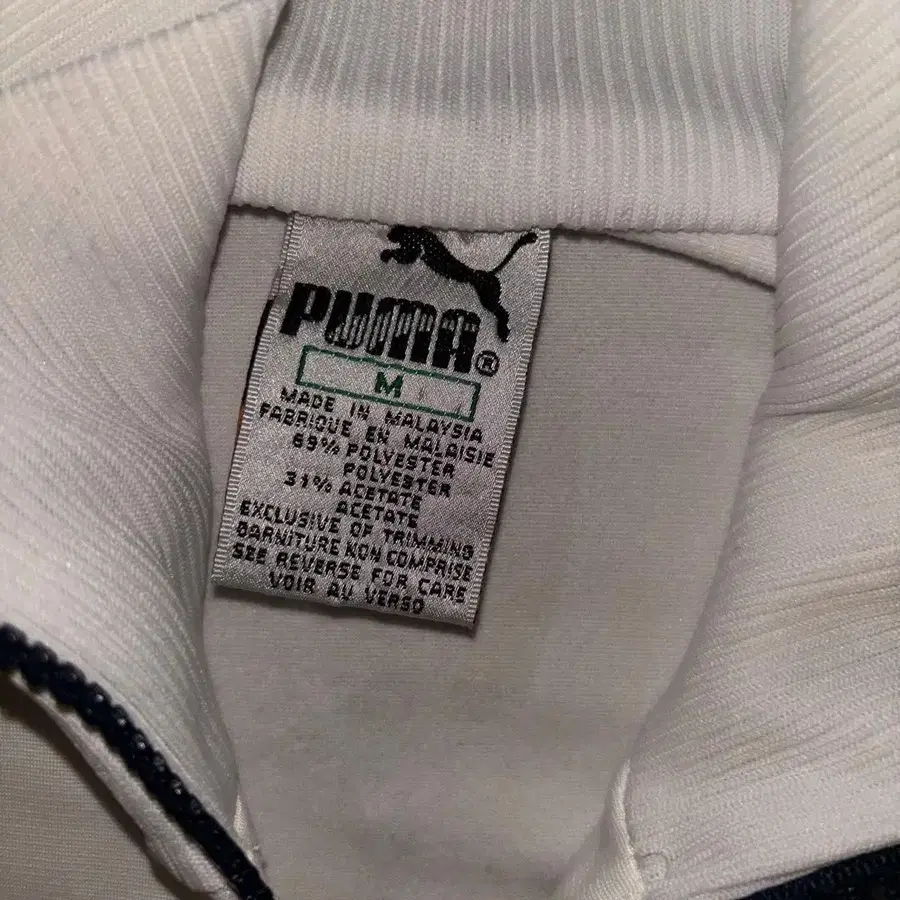 PUMA®
M
MADE IN MALAYSIA
FABRIQUE EN MALAISIE
69% POLYESTER
POLYESTER
31% ACETATE
ACETATE
EXCLUSIVE OF TRIMMING
GARNITURE NON COMPRISE
SEE REVERSE FOR CARE
VOIR AU VERSO